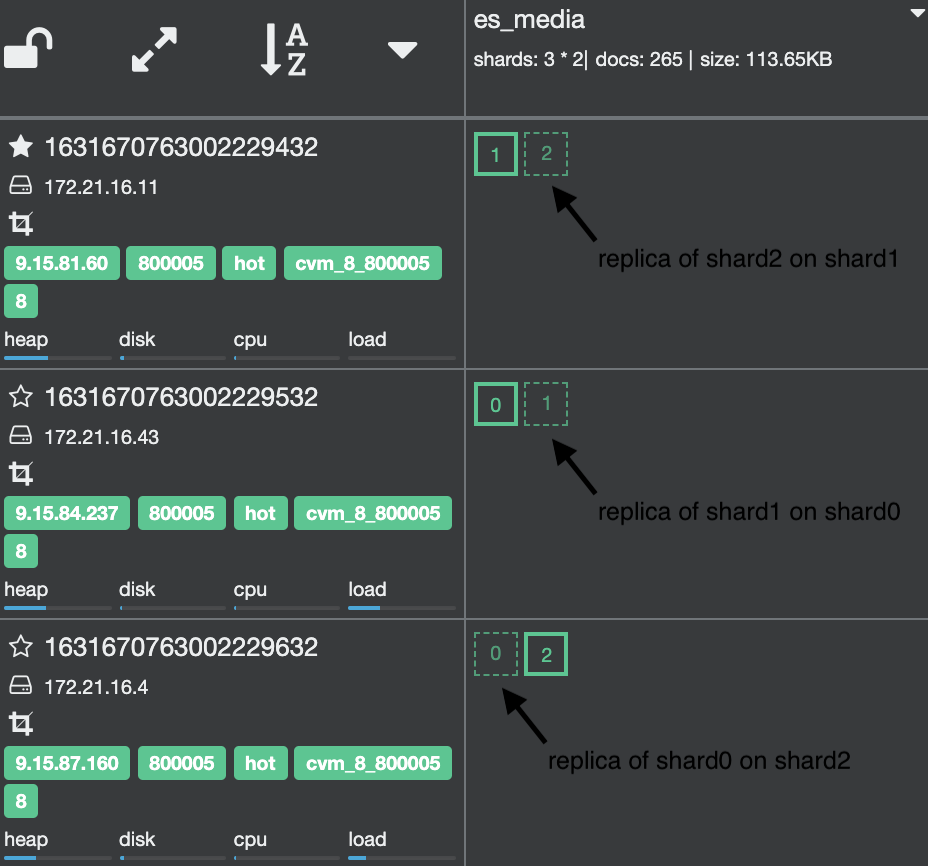 A
Z
es_media
shards: 3 * 2| docs: 265 | size: 113.65KB
1631670763002229432
172.21.16.11
9.15.81.60 800005 hot cvm_8_800005
8
heap disk cpu load
1 2
replica of shard2 on shard1
1631670763002229532
172.21.16.43
9.15.84.237 800005 hot cvm_8_800005
8
heap disk cpu load
0 1
replica of shard1 on shard0
1631670763002229632
172.21.16.4
9.15.87.160 800005 hot cvm_8_800005
8
heap disk cpu load
0 2
replica of shard0 on shard2